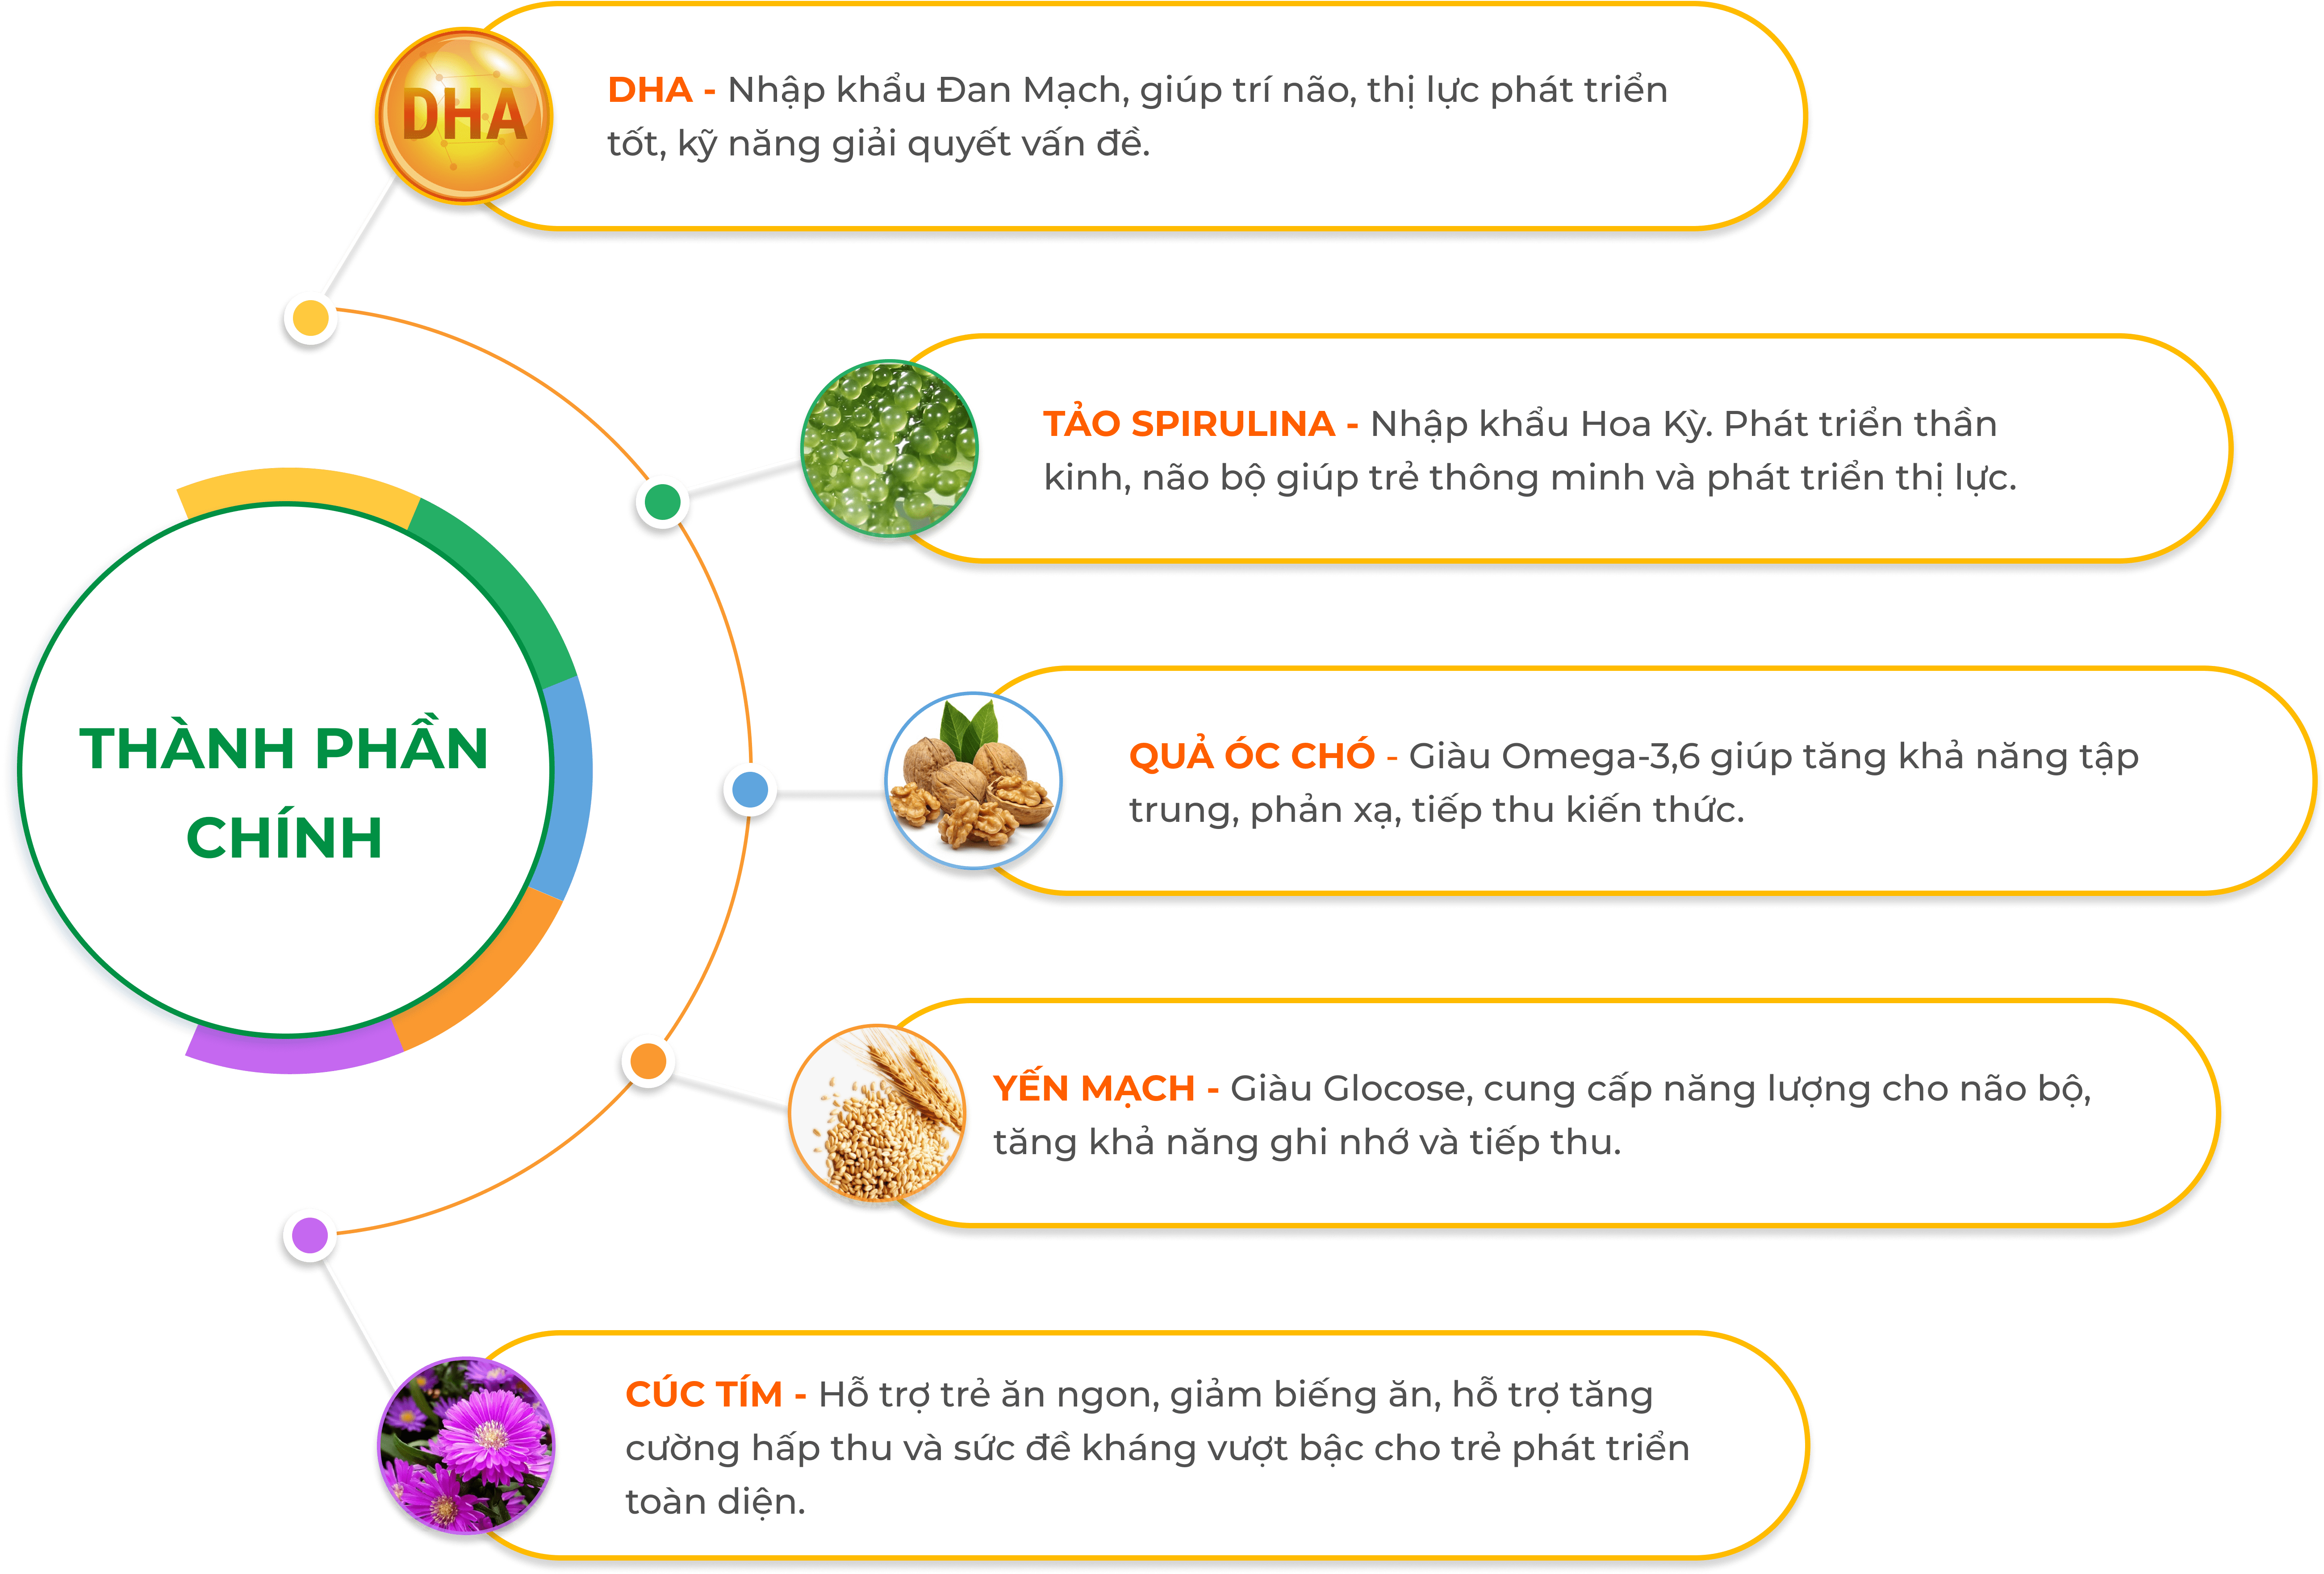 DHA
DHA - Nhập khẩu Đan Mạch, giúp trí não, thị lực phát triển
tốt, kỹ năng giải quyết vấn đề.
TẢO SPIRULINA - Nhập khẩu Hoa Kỳ. Phát triển thần
kinh, não bộ giúp trẻ thông minh và phát triển thị lực.
THÀNH PHẦN
CHÍNH
QUẢ ÓC CHÓ - Giàu Omega-3,6 giúp tăng khả năng tập
trung, phản xạ, tiếp thu kiến thức.
YẾN MẠCH - Giàu Glocose, cung cấp năng lượng cho não bộ,
tăng khả năng ghi nhớ và tiếp thu.
CÚC TÍM - Hỗ trợ trẻ ăn ngon, giảm biếng ăn, hỗ trợ tăng
cường hấp thu và sức đề kháng vượt bậc cho trẻ phát triển
toàn diện.